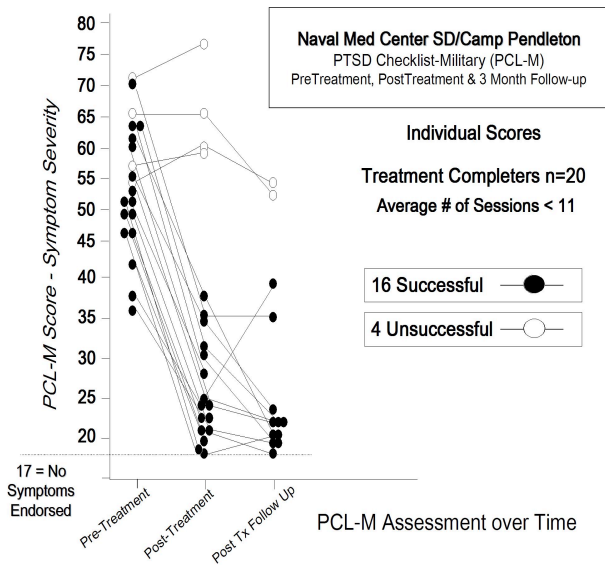 Naval Med Center SD/Camp Pendleton
PTSD Checklist-Military (PCL-M)
PreTreatment, PostTreatment & 3 Month Follow-up
Individual Scores
Treatment Completers n=20
Average # of Sessions < 11
16 Successful
4 Unsuccessful
PCL-M Score - Symptom Severity
80
75
70
65
60
55
50
45
40
35
30
25
20
17 = No
Symptoms
Endorsed
Pre-Treatment
Post-Treatment
Post Tx Follow Up
PCL-M Assessment over Time